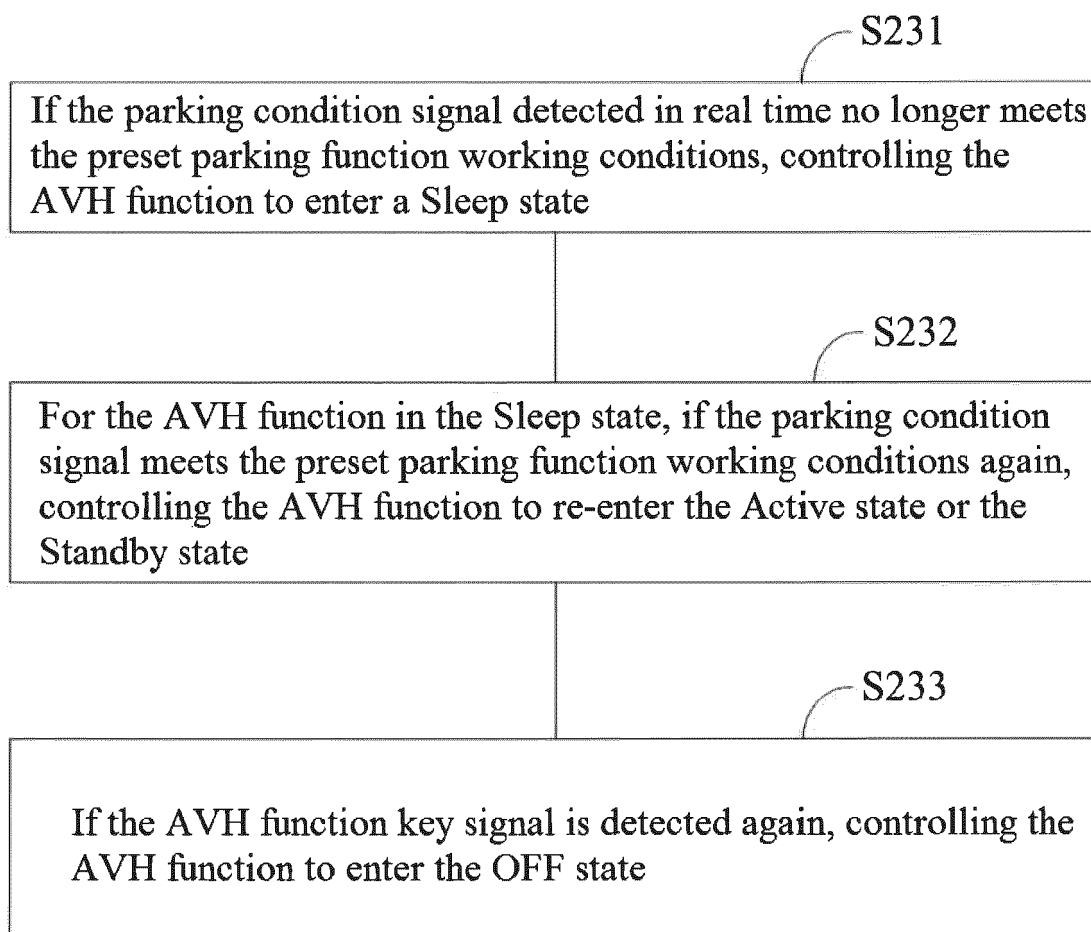 S231
If the parking condition signal detected in real time no longer meets
the preset parking function working conditions, controlling the
AVH function to enter a Sleep state
S232
For the AVH function in the Sleep state, if the parking condition
signal meets the preset parking function working conditions again,
controlling the AVH function to re-enter the Active state or the
Standby state
S233
If the AVH function key signal is detected again, controlling the
AVH function to enter the OFF state